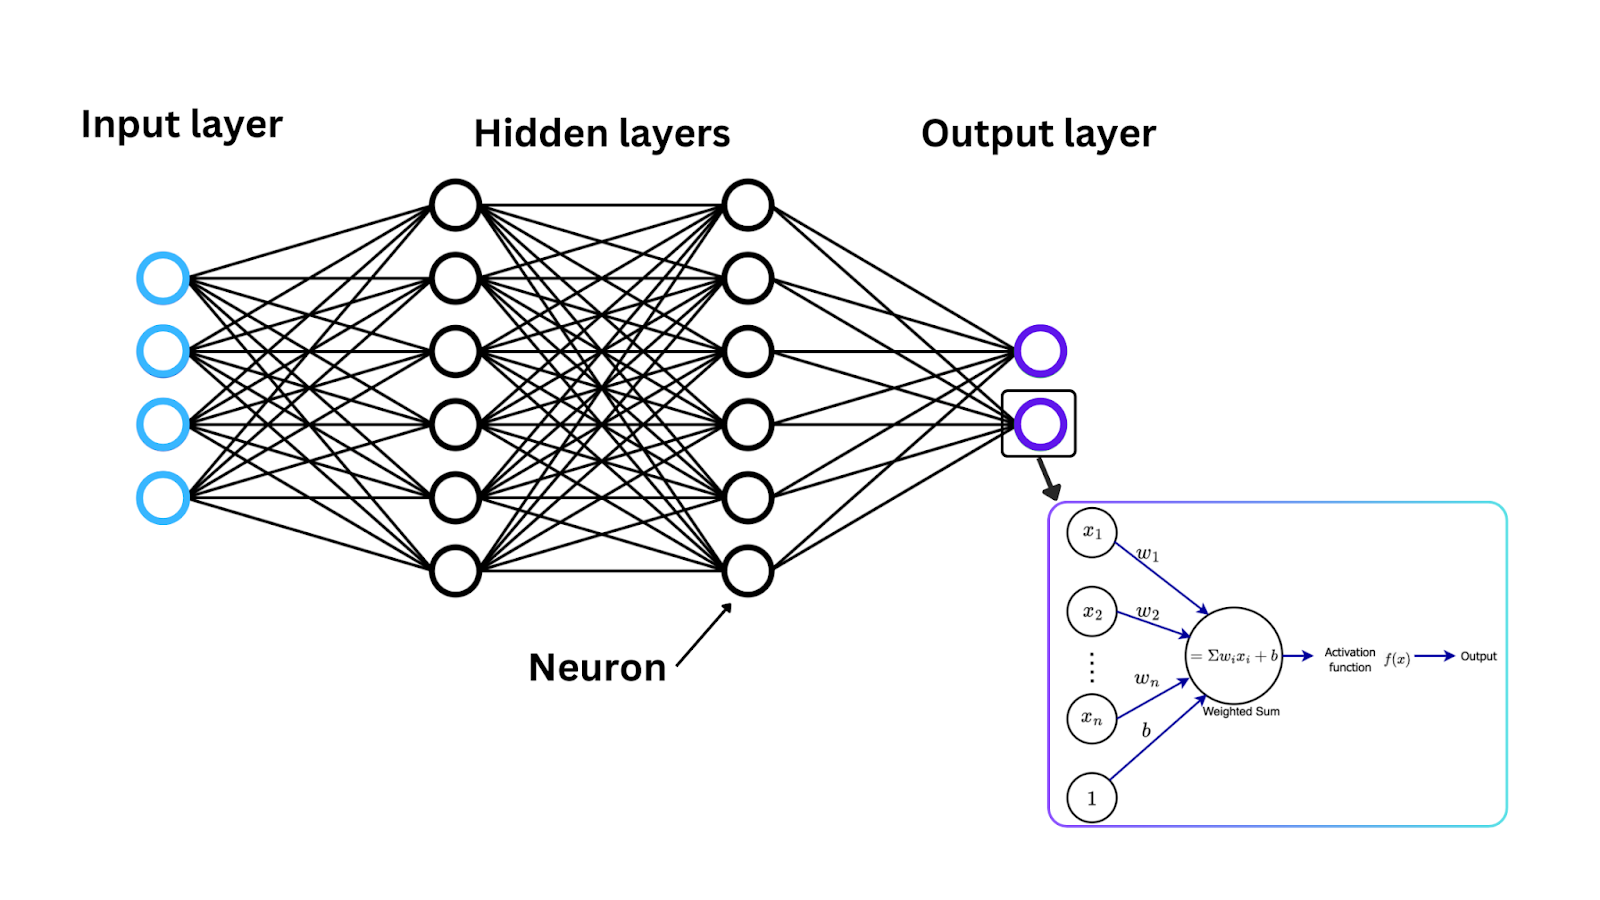 Input layer
Hidden layers
Output layer
Neuron
x₁
w₁
x₂
w₂
= Σwᵢxᵢ + b
Activation
function
f(x)
Output
wₙ
xₙ
Weighted Sum
b
1